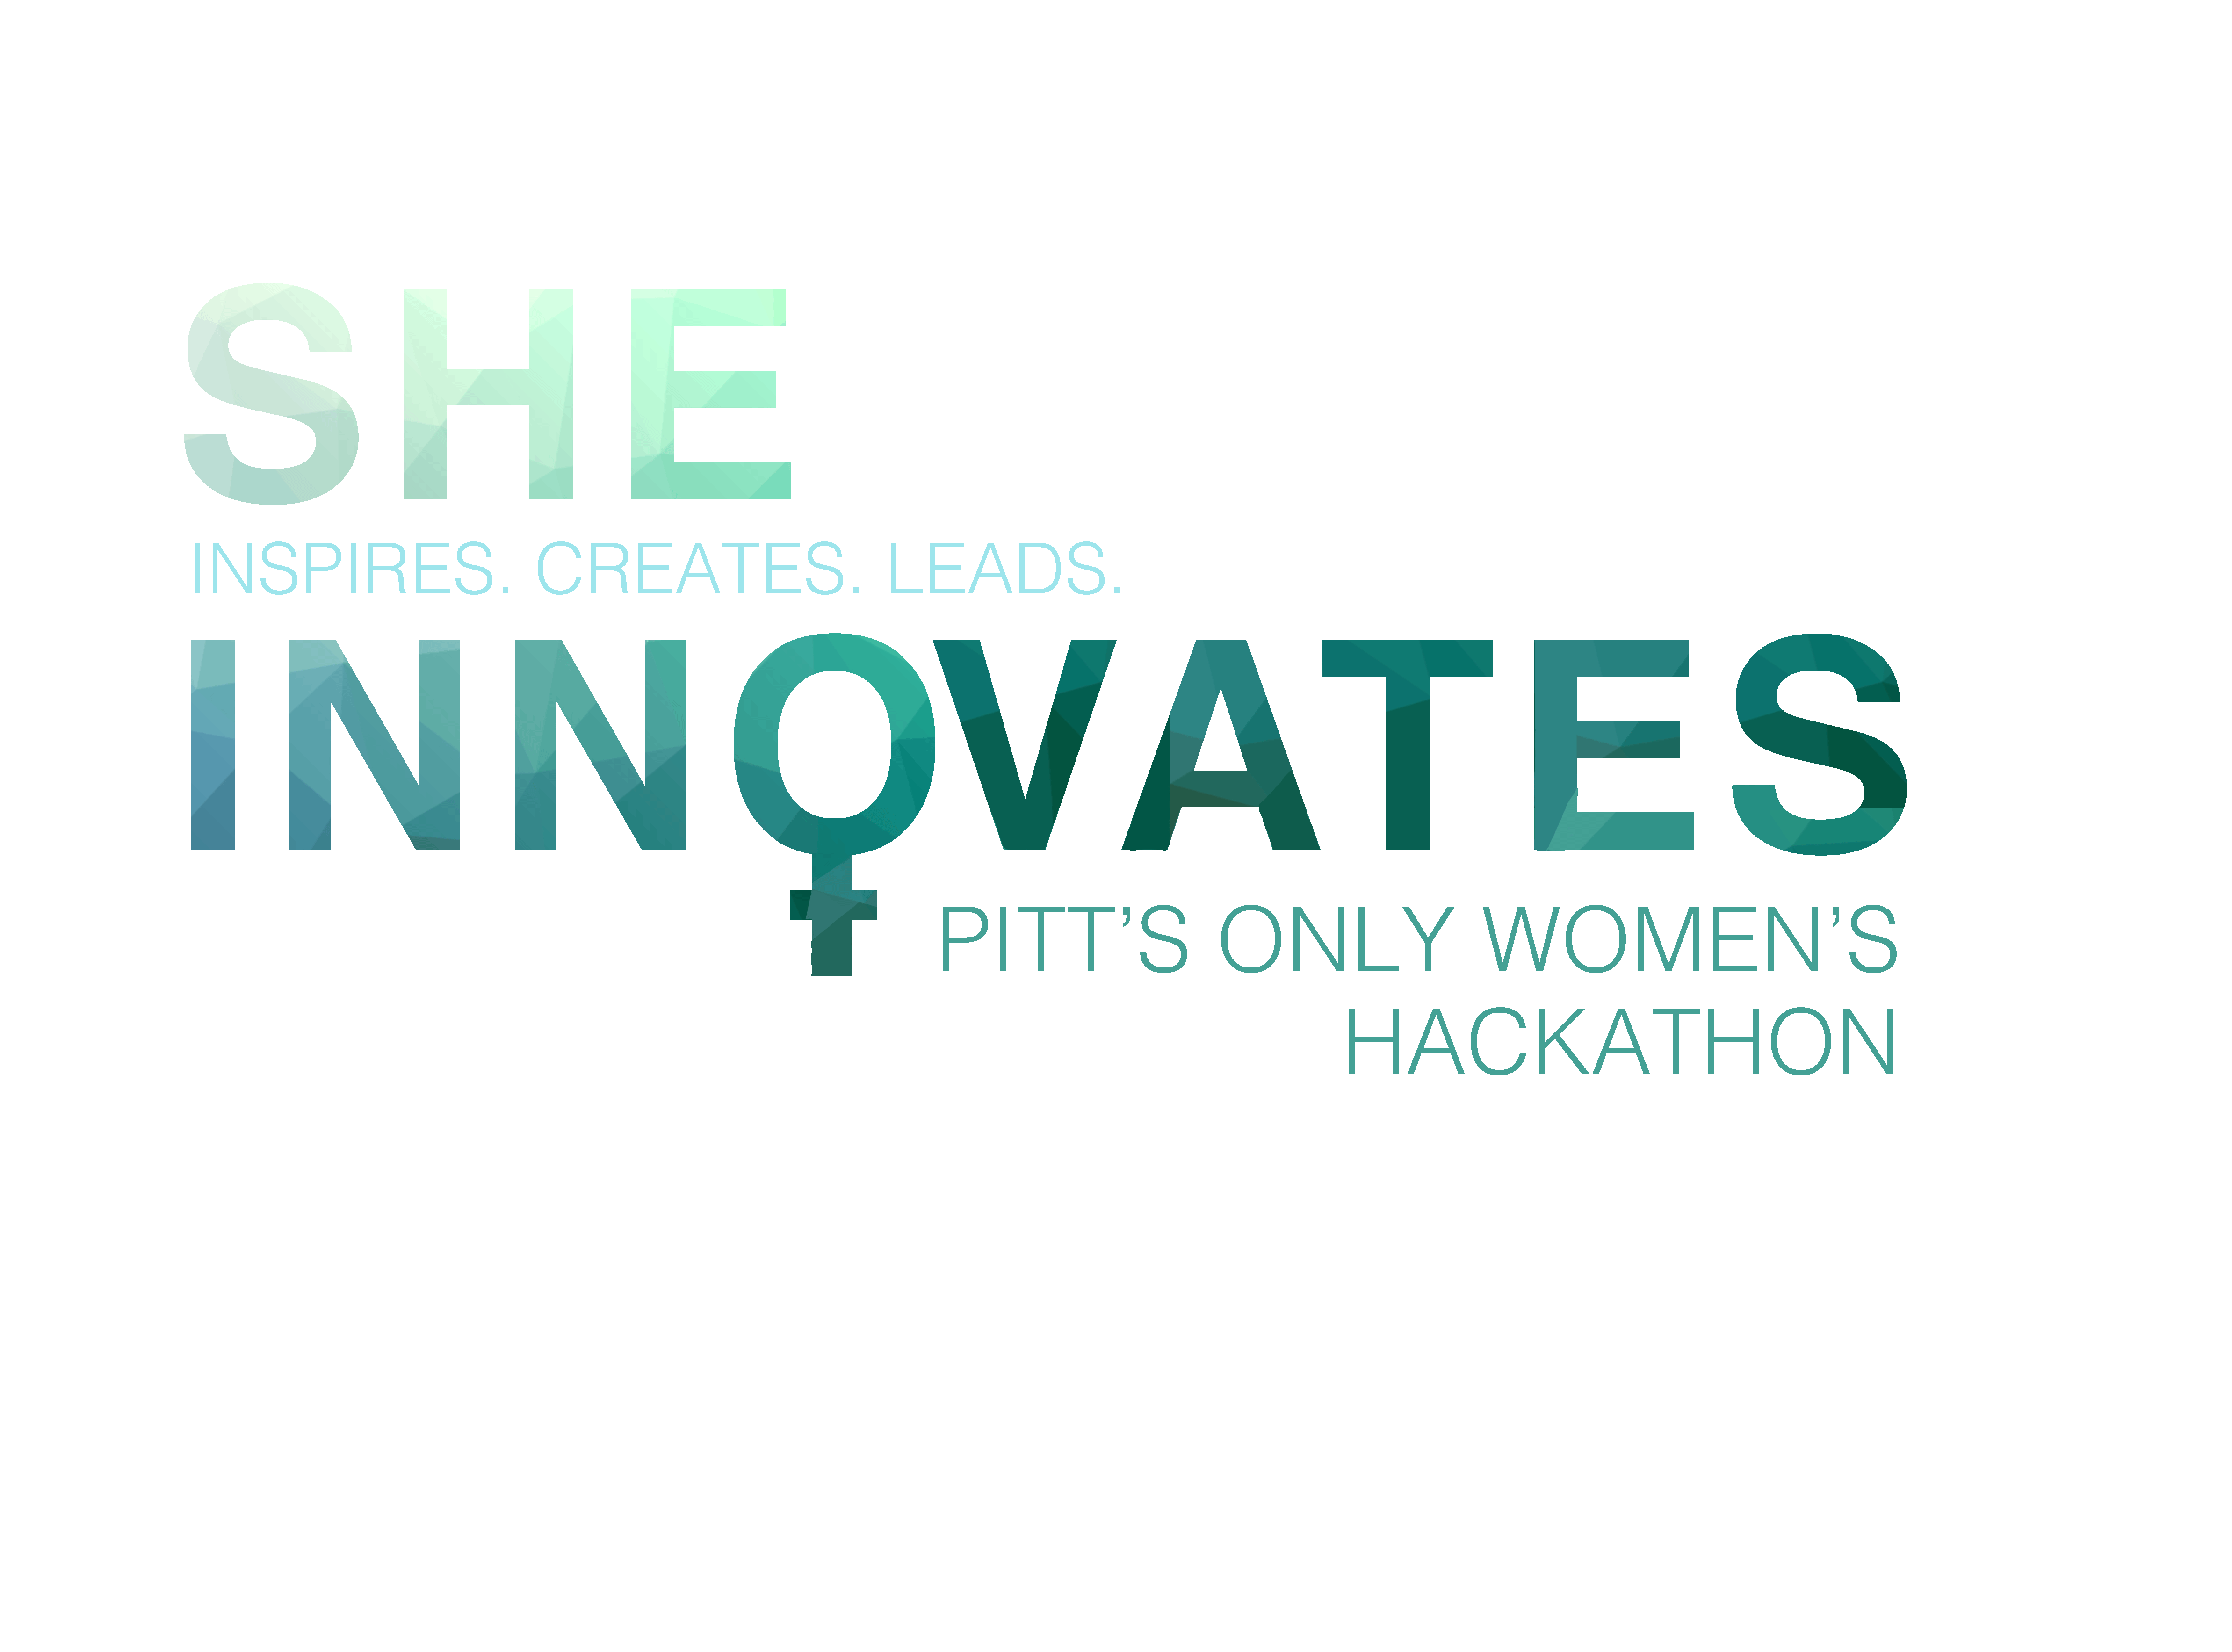 SHE
INSPIRES. CREATES. LEADS.
INNOVATES
PITT’S ONLY WOMEN’S
HACKATHON